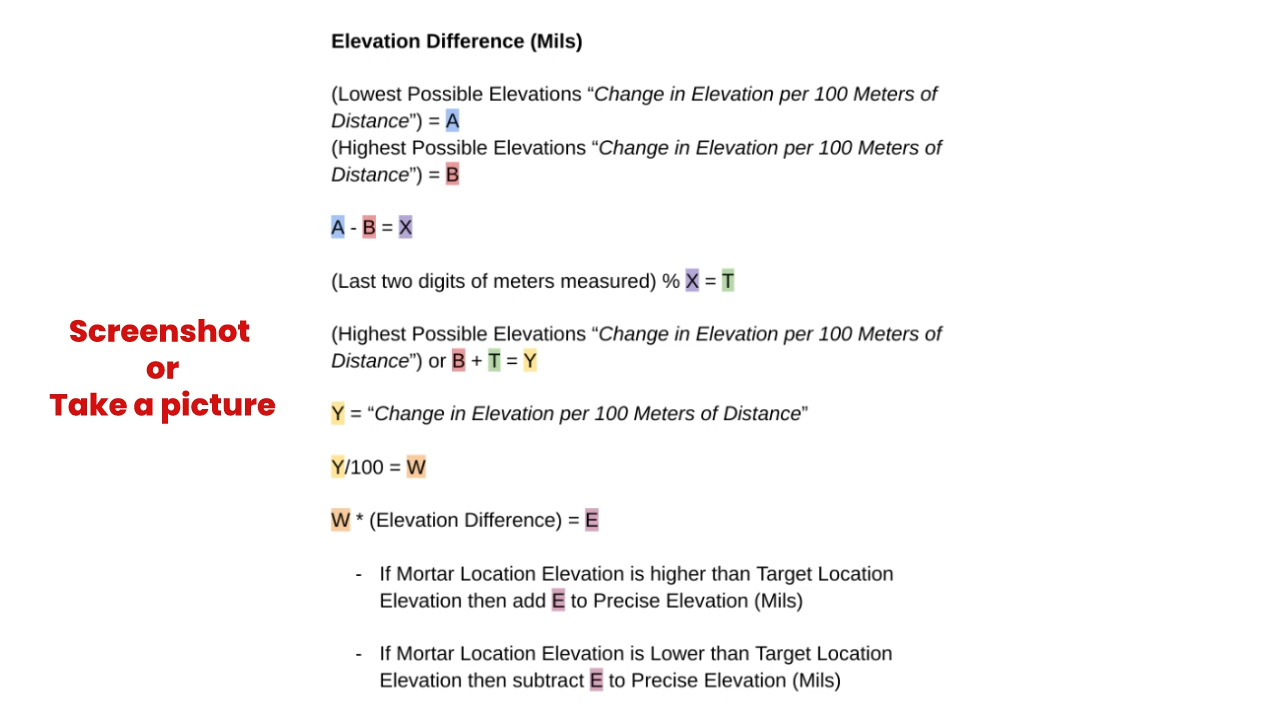 Elevation Difference (Mils)
(Lowest Possible Elevations “Change in Elevation per 100 Meters of
Distance”) = A
(Highest Possible Elevations “Change in Elevation per 100 Meters of
Distance”) = B
A - B = X
(Last two digits of meters measured) % X = T
(Highest Possible Elevations “Change in Elevation per 100 Meters of
Distance”) or B + T = Y
Y = “Change in Elevation per 100 Meters of Distance”
Y/100 = W
W * (Elevation Difference) = E
- If Mortar Location Elevation is higher than Target Location
Elevation then add E to Precise Elevation (Mils)
- If Mortar Location Elevation is Lower than Target Location
Elevation then subtract E to Precise Elevation (Mils)
Screenshot
or
Take a picture